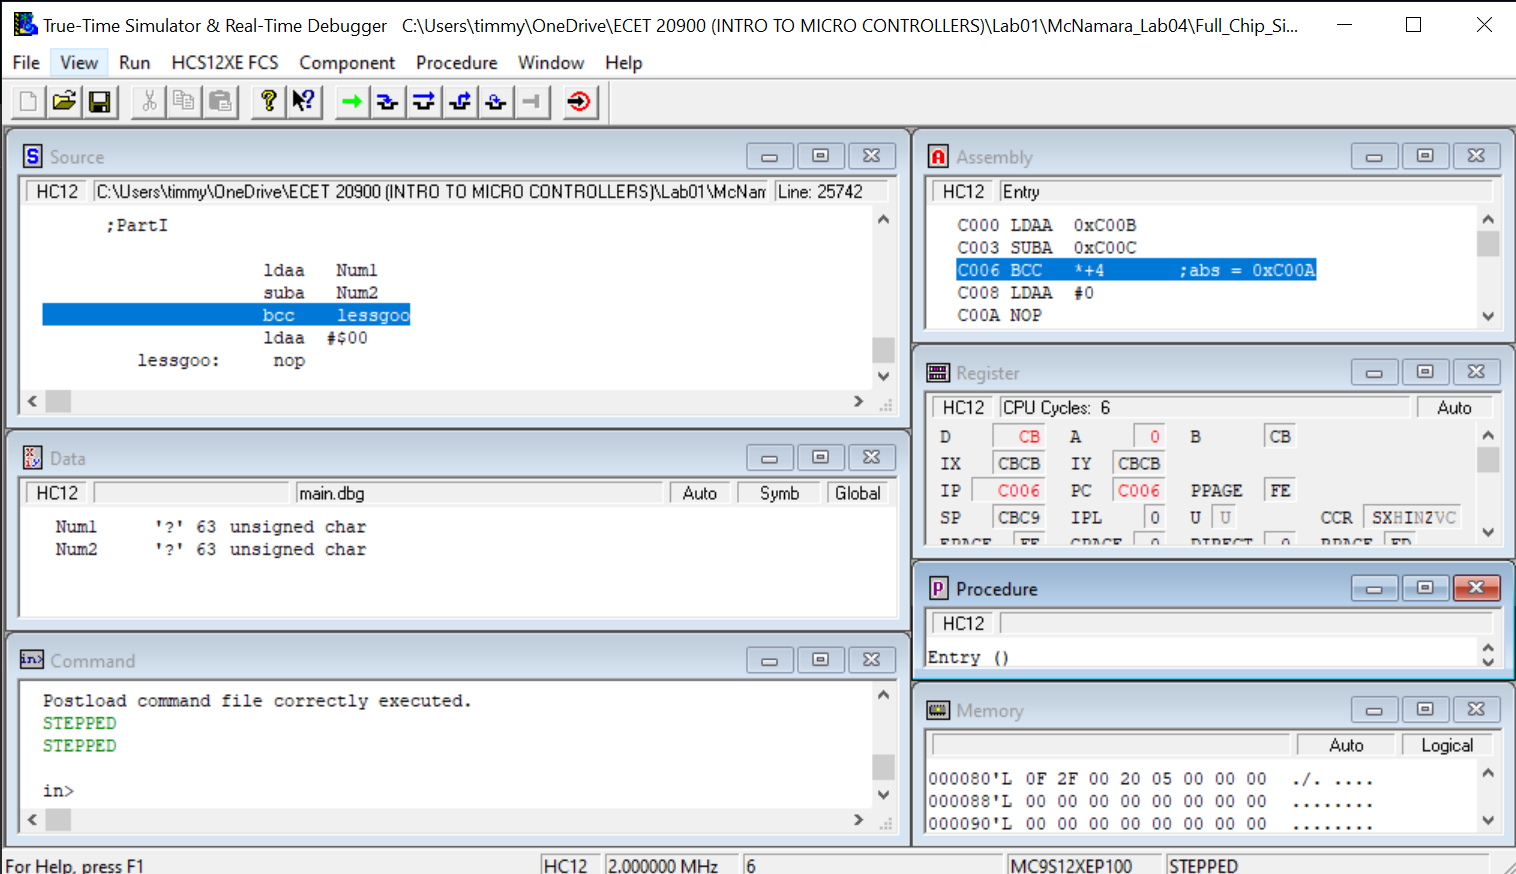 True-Time Simulator & Real-Time Debugger C:\Users\timmy\OneDrive\ECET 20900 (INTRO TO MICRO CONTROLLERS)\Lab01\McNamara_Lab04\Full_Chip_Si...
File View Run HCS12XE FCS Component Procedure Window Help
Source
HC12 C:\Users\timmy\OneDrive\ECET 20900 (INTRO TO MICRO CONTROLLERS)\Lab01\McNam Line: 25742
;PartI
ldaa Num1
suba Num2
bcc lessgoo
ldaa #$00
lessgoo: nop
Data
HC12 main.dbg Auto Symb Global
Num1 '?' 63 unsigned char
Num2 '?' 63 unsigned char
Command
Postload command file correctly executed.
STEPPED
STEPPED
in>
Assembly
HC12 Entry
C000 LDAA 0xC00B
C003 SUBA 0xC00C
C006 BCC *+4 ;abs = 0xC00A
C008 LDAA #0
C00A NOP
Register
HC12 CPU Cycles: 6 Auto
D CB A 0 B CB
IX CBCB IY CBCB
IP C006 PC C006 PPAGE FE
SP CBC9 IPL 0 U U CCR SXHINZVC
Procedure
HC12
Entry ()
Memory
Auto Logical
000080'L 0F 2F 00 20 05 00 00 00 ./. ....
000088'L 00 00 00 00 00 00 00 00 ........
000090'L 00 00 00 00 00 00 00 00 ........
For Help, press F1 HC12 2.000000 MHz 6 MC9S12XEP100 STEPPED